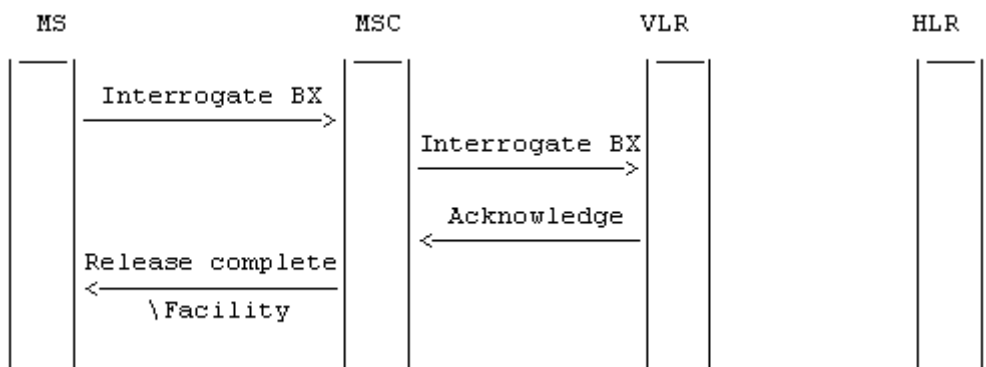 MS MSC VLR HLR
Interrogate BX
Interrogate BX
Acknowledge
Release complete
\Facility